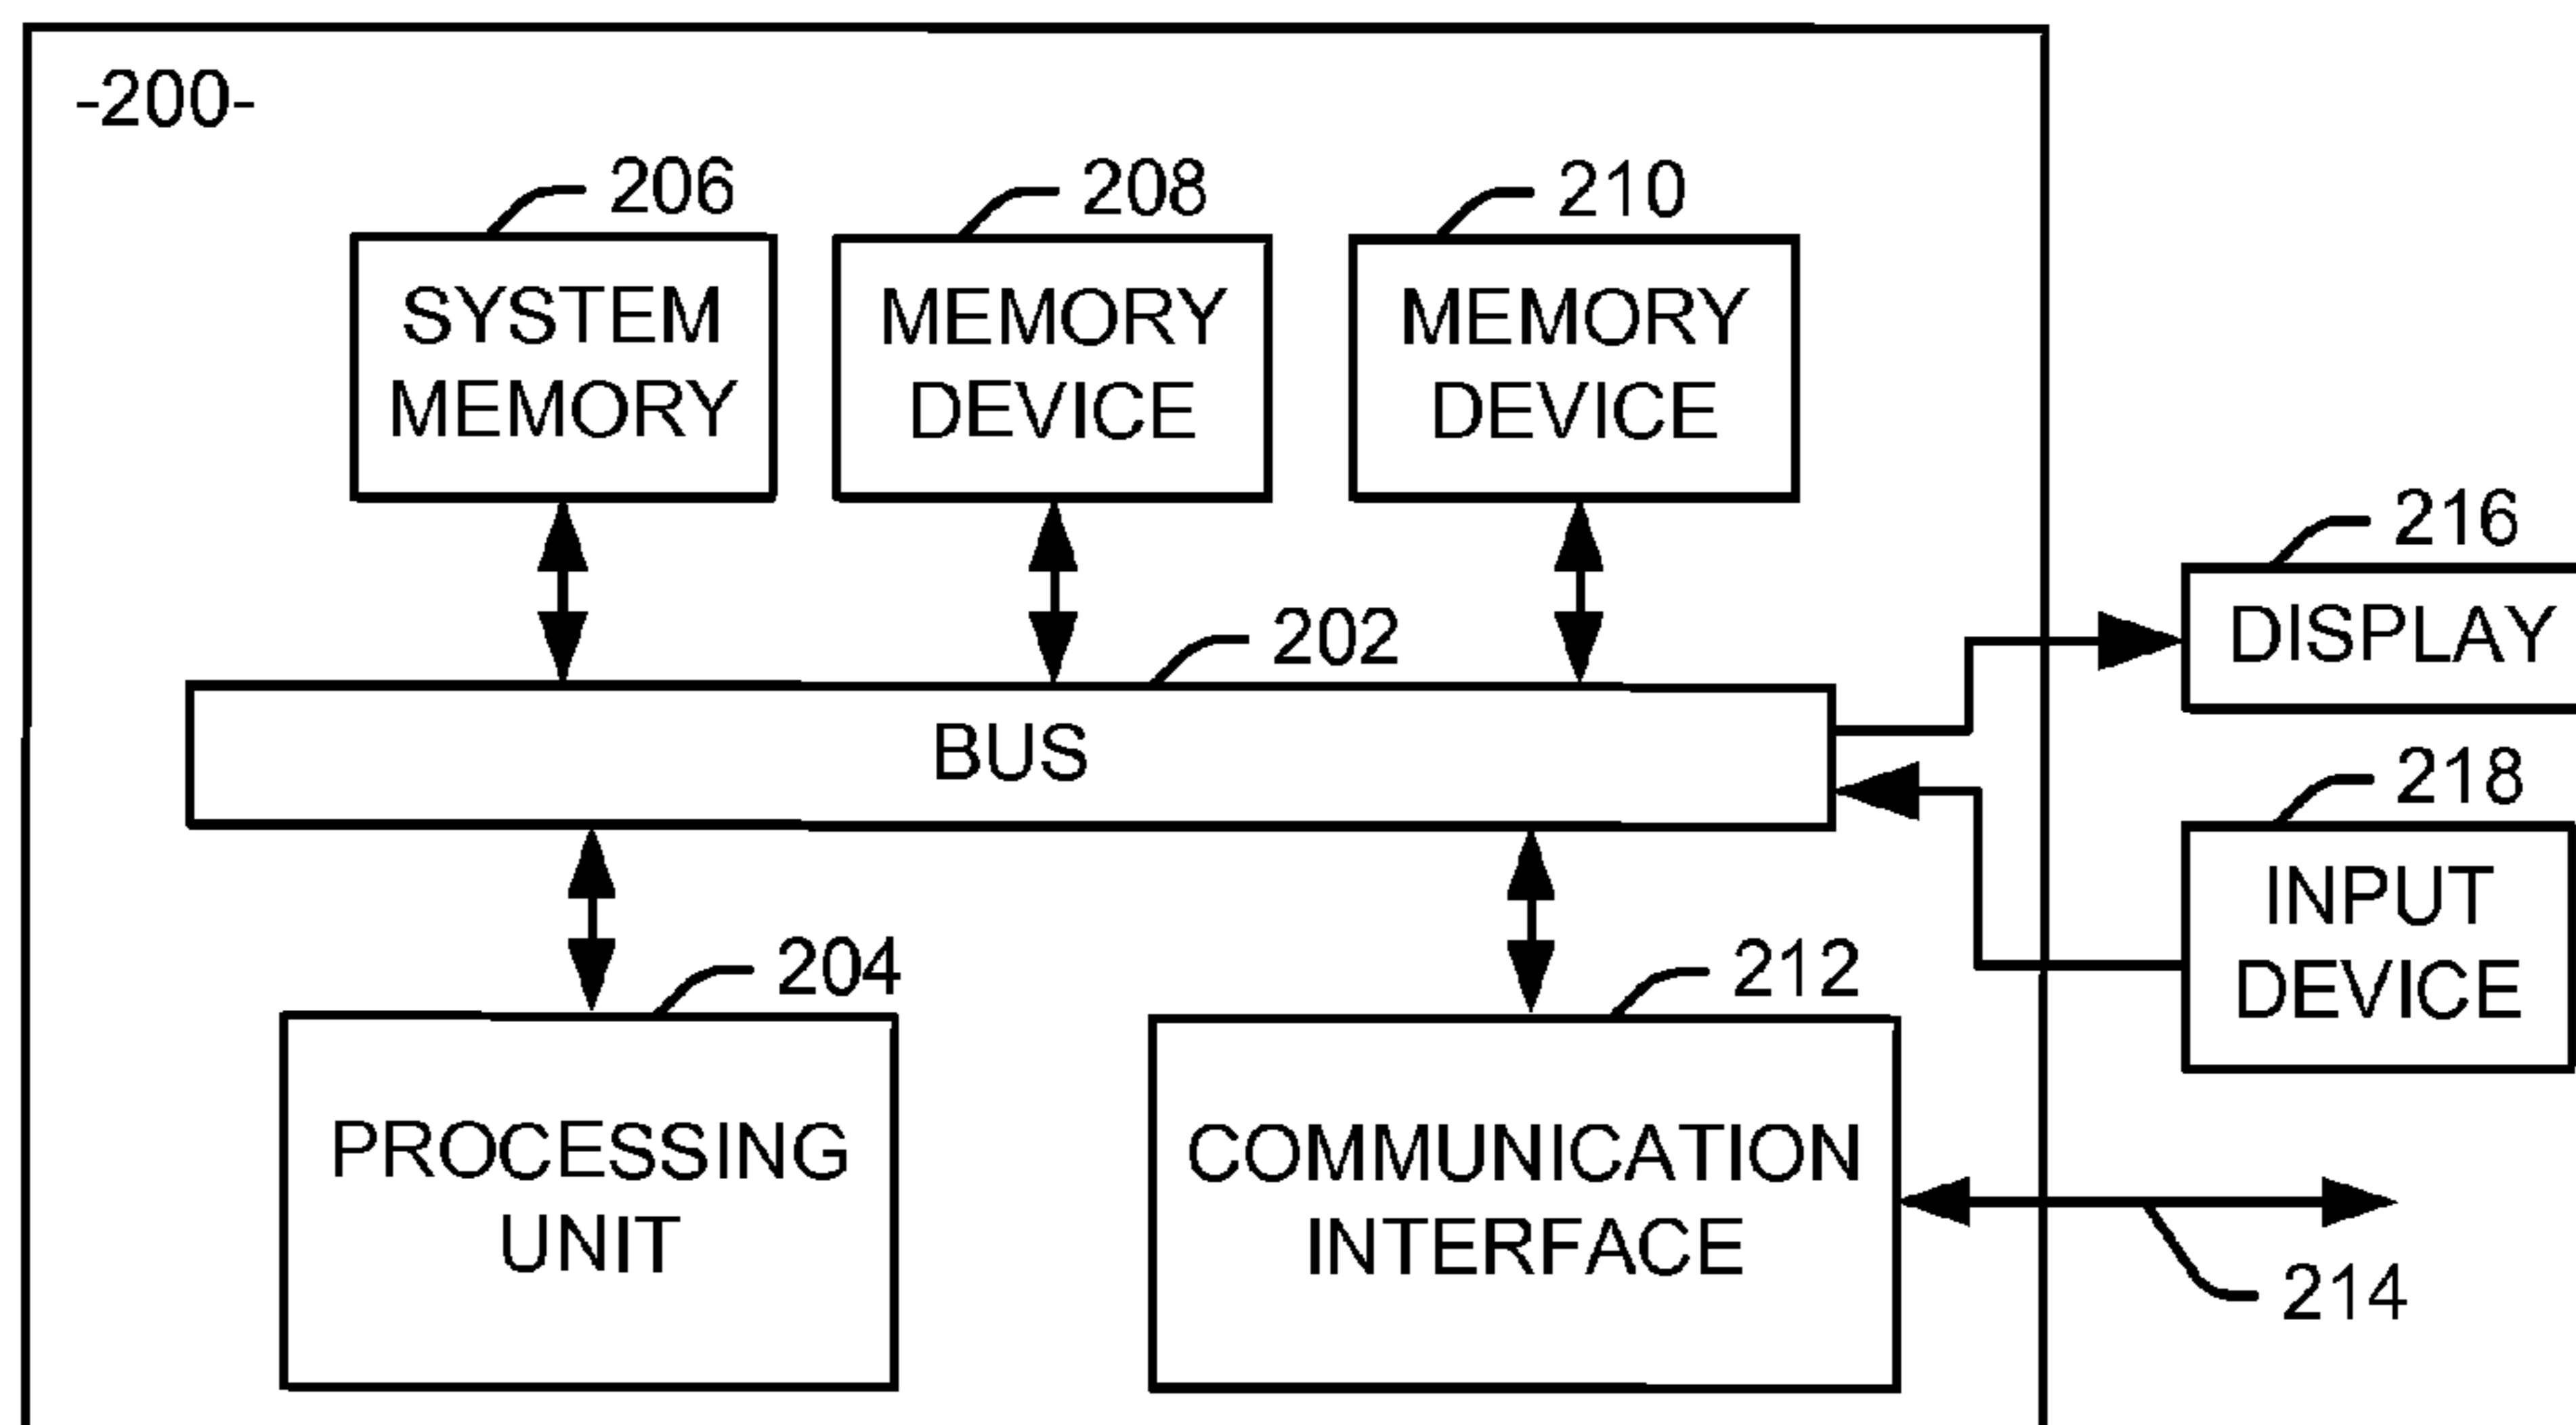 -200-
206
208
210
SYSTEM
MEMORY
MEMORY
DEVICE
MEMORY
DEVICE
216
DISPLAY
202
BUS
218
INPUT
DEVICE
204
212
PROCESSING
UNIT
COMMUNICATION
INTERFACE
214